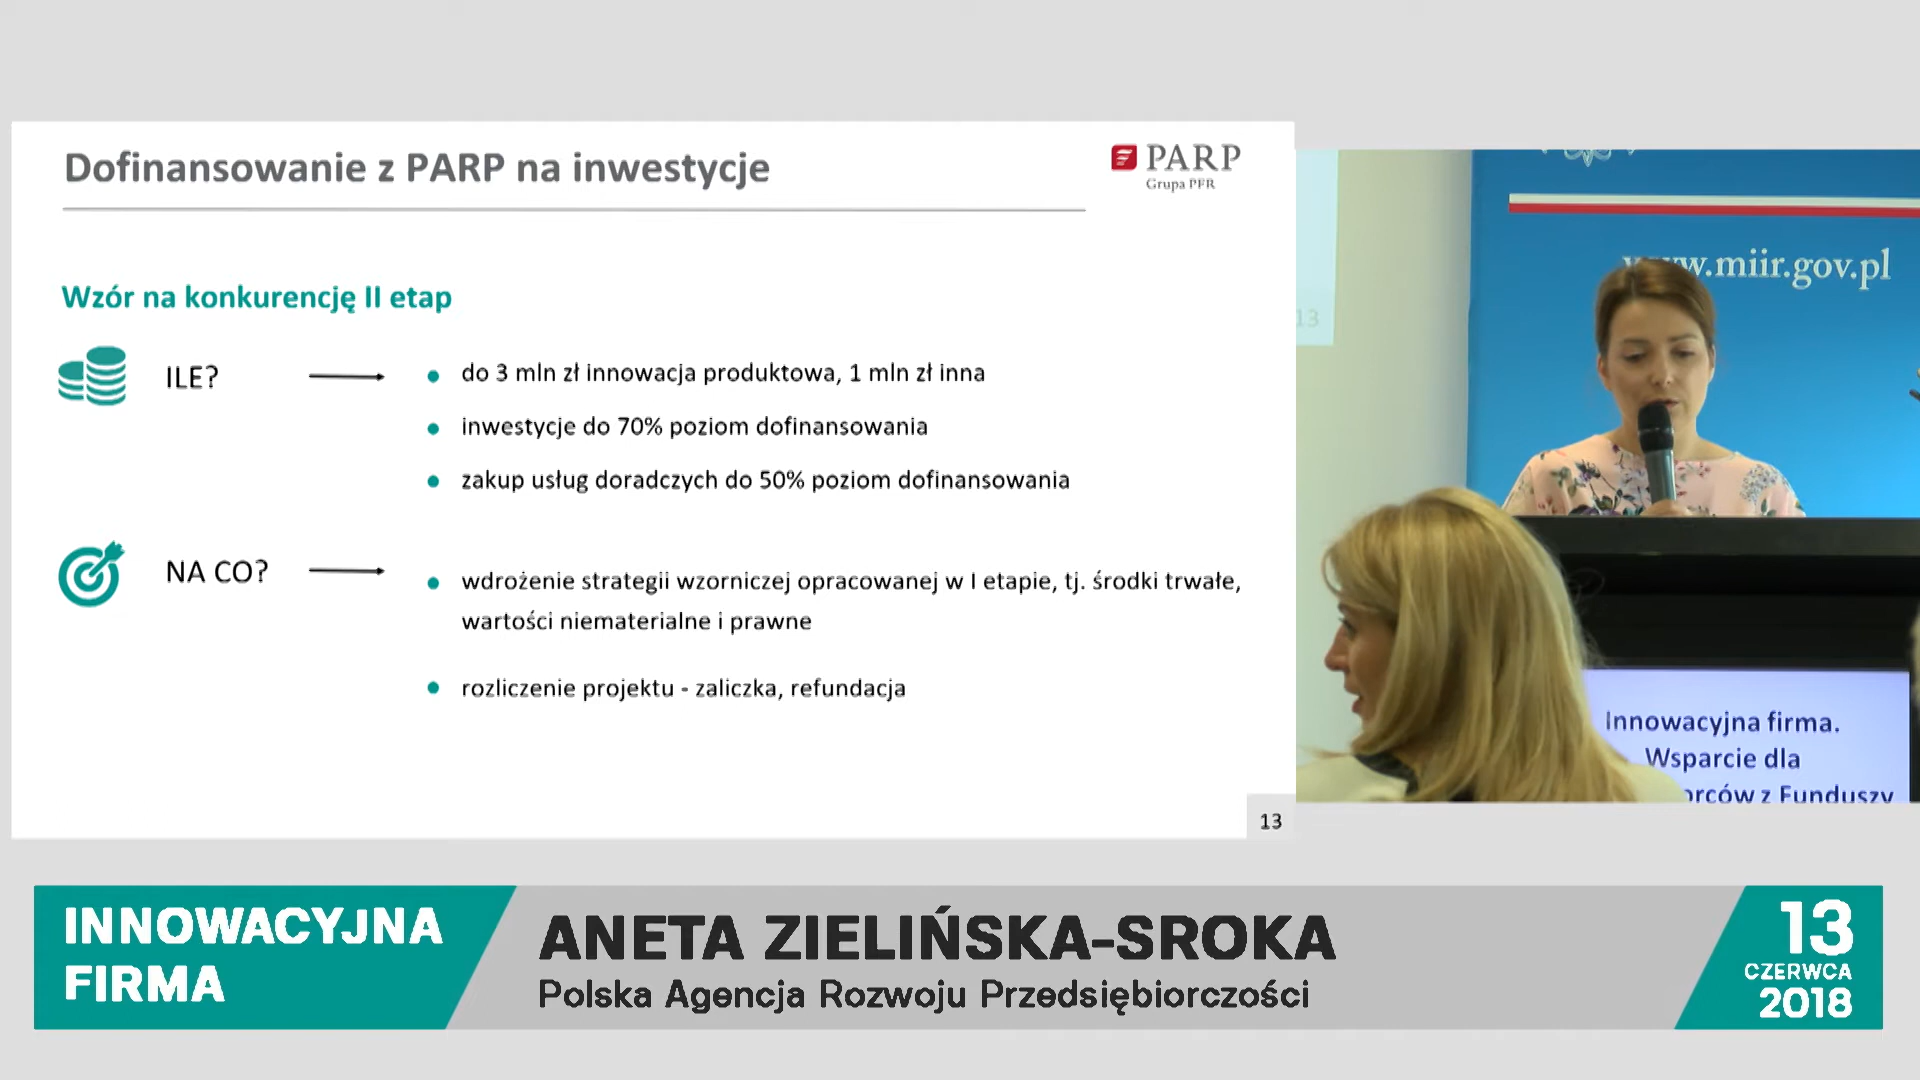 Dofinansowanie z PARP na inwestycje
PARP
Grupa PFR
Wzór na konkurencję II etap
ILE?
do 3 mln zł innowacja produktowa, 1 mln zł inna
inwestycje do 70% poziom dofinansowania
zakup usług doradczych do 50% poziom dofinansowania
NA CO?
wdrożenie strategii wzorniczej opracowanej w I etapie, tj. środki trwałe,
wartości niematerialne i prawne
rozliczenie projektu - zaliczka, refundacja
13
13
www.miir.gov.pl
Innowacyjna firma.
Wsparcie dla
z Funduszy
INNOWACYJNA
FIRMA
ANETA ZIELIŃSKA-SROKA
Polska Agencja Rozwoju Przedsiębiorczości
13
CZERWCA
2018